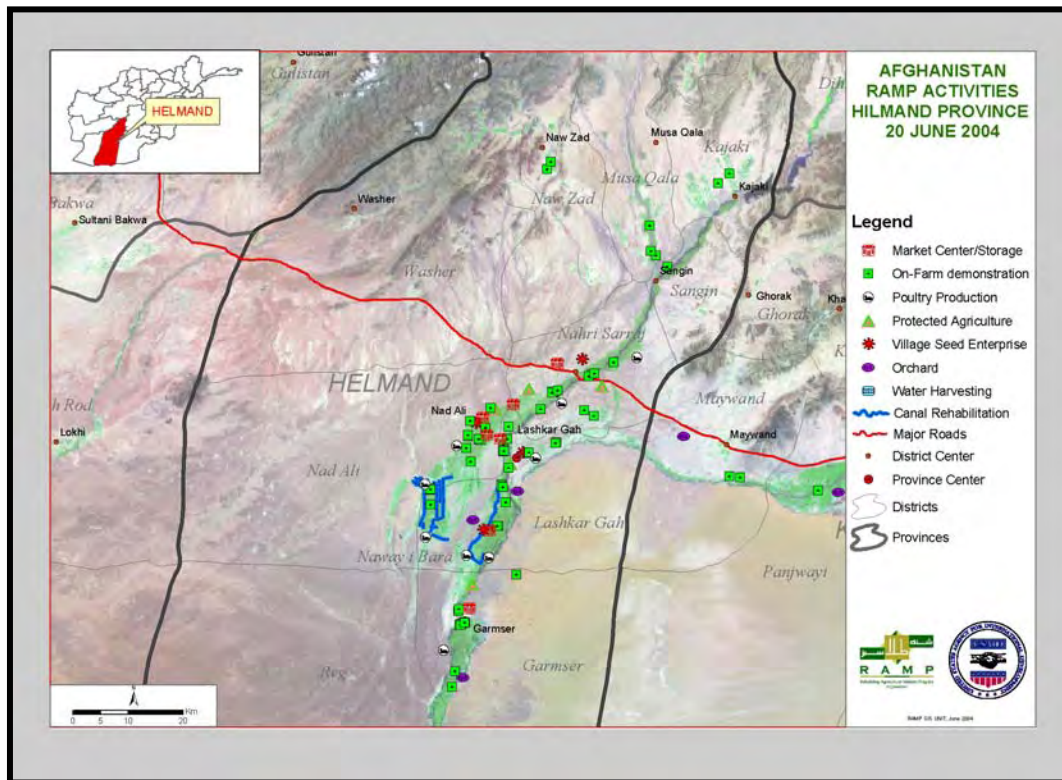 AFGHANISTAN
RAMP ACTIVITIES
HILMAND PROVINCE
20 JUNE 2004
HELMAND
Gulistan
Gulistan
Bakwa
Sultani Bakwa
Washer
Washer
Naw Zad
Naw Zad
Musa Qala
Musa Qala
Kajaki
Kajaki
Sangin
Sangin
Ghorak
Ghorak
Nahri Sarraj
HELMAND
Maywand
Maywand
Nad Ali
Lashkar Gah
Lokhi
Nad Ali
Lashkar Gah
Naway i Bara
Panjwayi
Garmser
Garmser
N
0 5 10 20 Km
Legend
Market Center/Storage
On-Farm demonstration
Poultry Production
Protected Agriculture
Village Seed Enterprise
Orchard
Water Harvesting
Canal Rehabilitation
Major Roads
District Center
Province Center
Districts
Provinces
RAMP